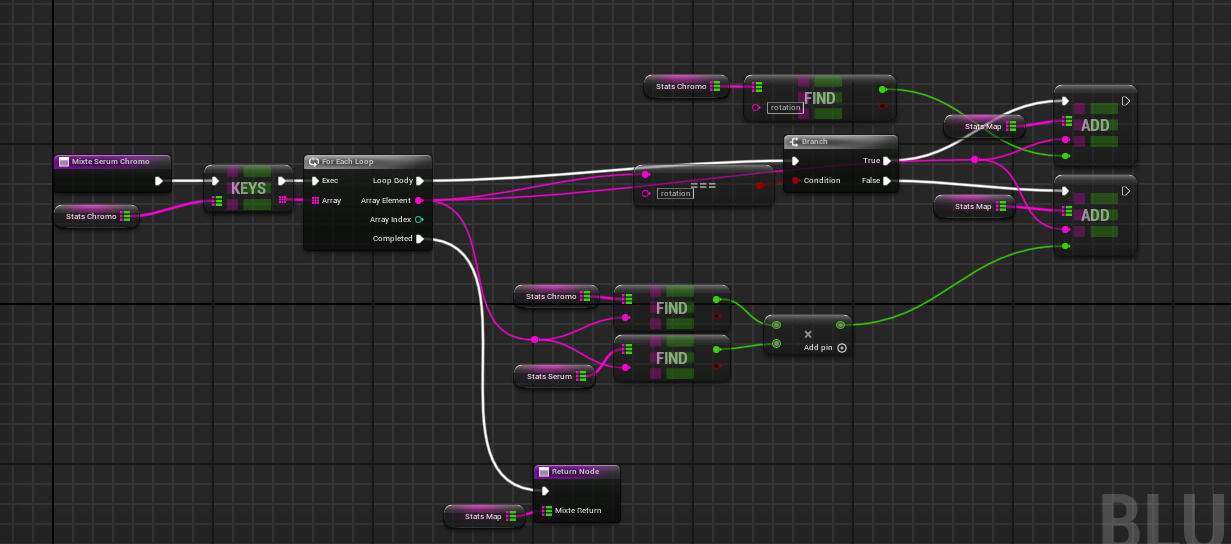 Stats Chromo
FIND
rotation
Stats Map
ADD
Branch
True
Condition
False
Mixte Serum Chromo
KEYS
Stats Chromo
For Each Loop
Exec
Loop Body
Array
Array Element
Array Index
Completed
===
rotation
Stats Map
ADD
Stats Chromo
FIND
Stats Serum
FIND
×
Add pin
Return Node
Mixte Return
Stats Map
BLU